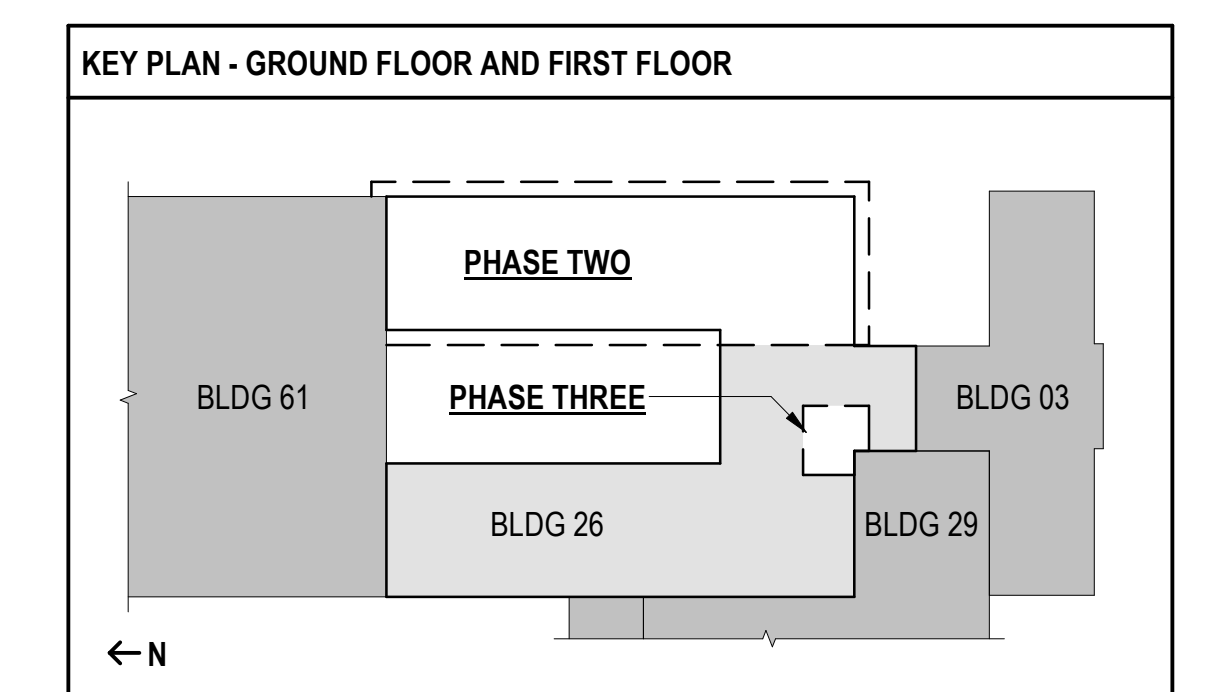 KEY PLAN - GROUND FLOOR AND FIRST FLOOR
PHASE TWO
BLDG 61
PHASE THREE
BLDG 03
BLDG 26
BLDG 29
N